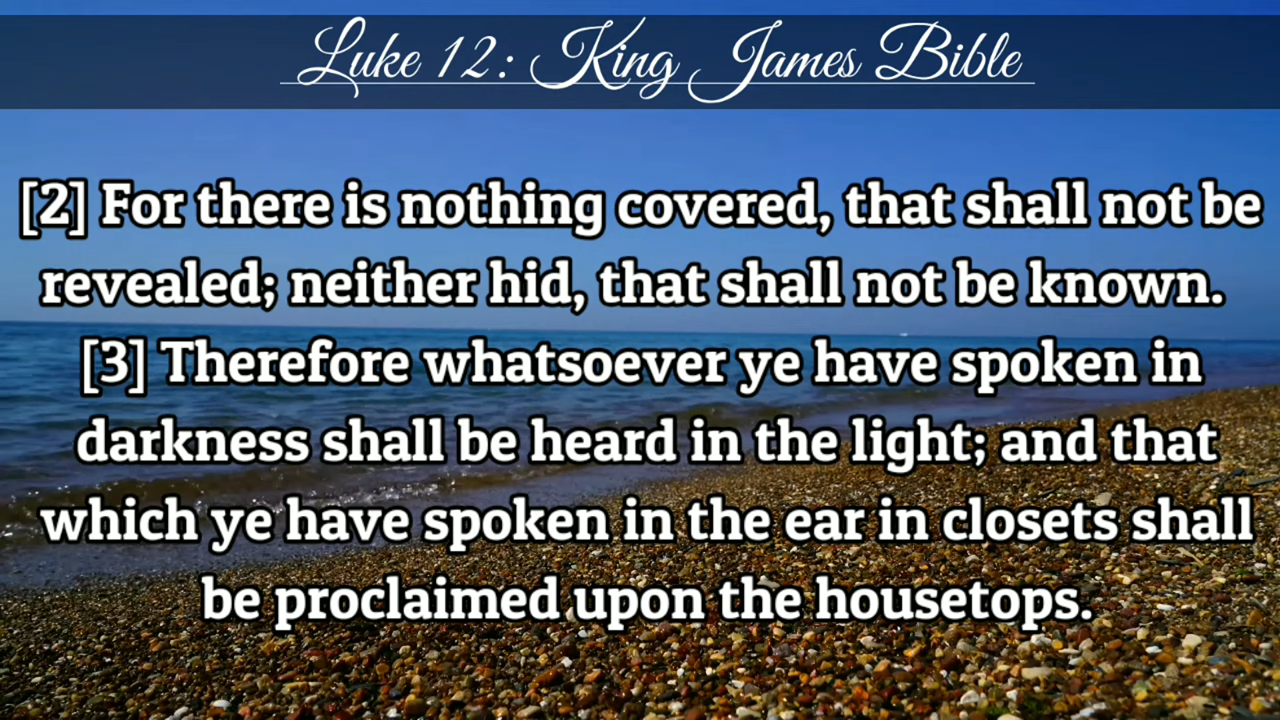 Luke 12: King James Bible
[2] For there is nothing covered, that shall not be
revealed; neither hid, that shall not be known.
[3] Therefore whatsoever ye have spoken in
darkness shall be heard in the light; and that
which ye have spoken in the ear in closets shall
be proclaimed upon the housetops.